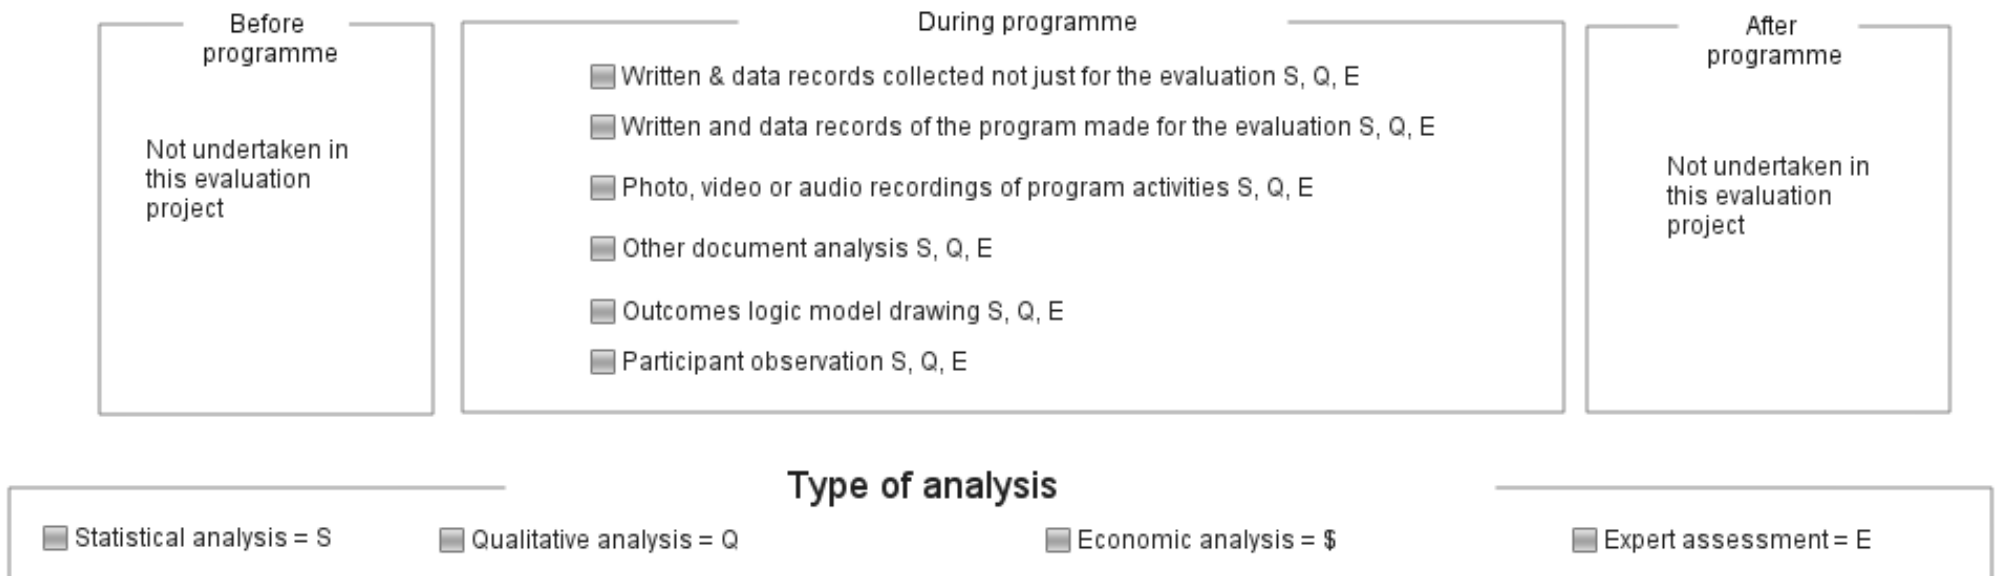 Before
programme
During programme
After
programme
Not undertaken in
this evaluation
project
Written & data records collected not just for the evaluation S, Q, E
Written and data records of the program made for the evaluation S, Q, E
Photo, video or audio recordings of program activities S, Q, E
Other document analysis S, Q, E
Outcomes logic model drawing S, Q, E
Participant observation S, Q, E
Not undertaken in
this evaluation
project
Type of analysis
Statistical analysis = S
Qualitative analysis = Q
Economic analysis = $
Expert assessment = E